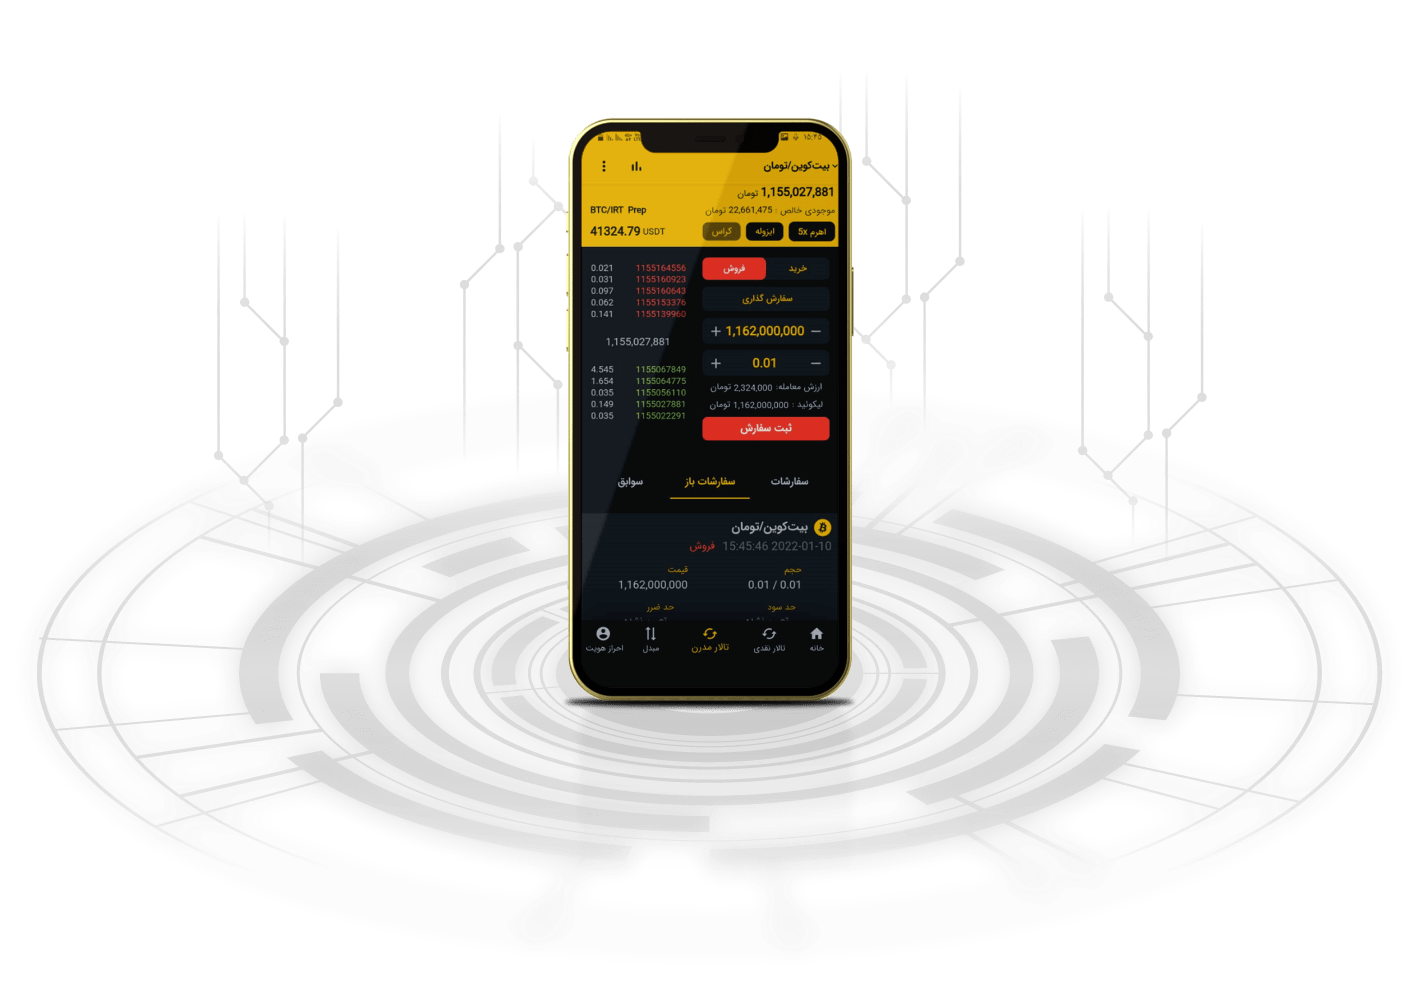 ۱۵:۴۵
بیت‌کوین/تومان
1,155,027,881 تومان
موجودی خالص : 22,661,475 تومان
BTC/IRT Prep
41324.79 USDT
اهرم 5x
ایزوله
کراس
خرید
فروش
سفارش گذاری
+ 1,162,000,000 −
+ 0.01 −
ارزش معامله: 2,324,000 تومان
لیکوئید : 1,162,000,000 تومان
ثبت سفارش
0.021 1155164556
0.031 1155160923
0.097 1155160643
0.062 1155153376
0.141 1155139960
1,155,027,881
4.545 1155067849
1.654 1155064775
0.035 1155056110
0.149 1155027881
0.035 1155022291
سفارشات
سفارشات باز
سوابق
بیت‌کوین/تومان
15:45:46 2022-01-10 فروش
حجم
قیمت
0.01 / 0.01
1,162,000,000
حد سود
حد ضرر
خانه
تالار نقدی
تالار مدرن
مبدل
احراز هویت